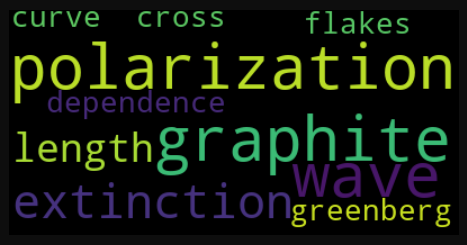 curve cross flakes
polarization
dependence
length graphite
extinction wave
greenberg